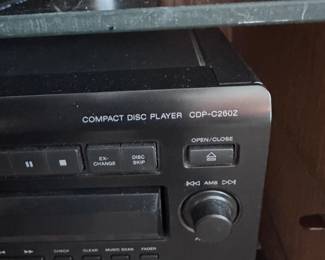 COMPACT DISC PLAYER CDP-C260Z
OPEN/CLOSE
EX-
CHANGE
DISC
SKIP
AMS
CHECK CLEAR MUSIC SCAN FADER